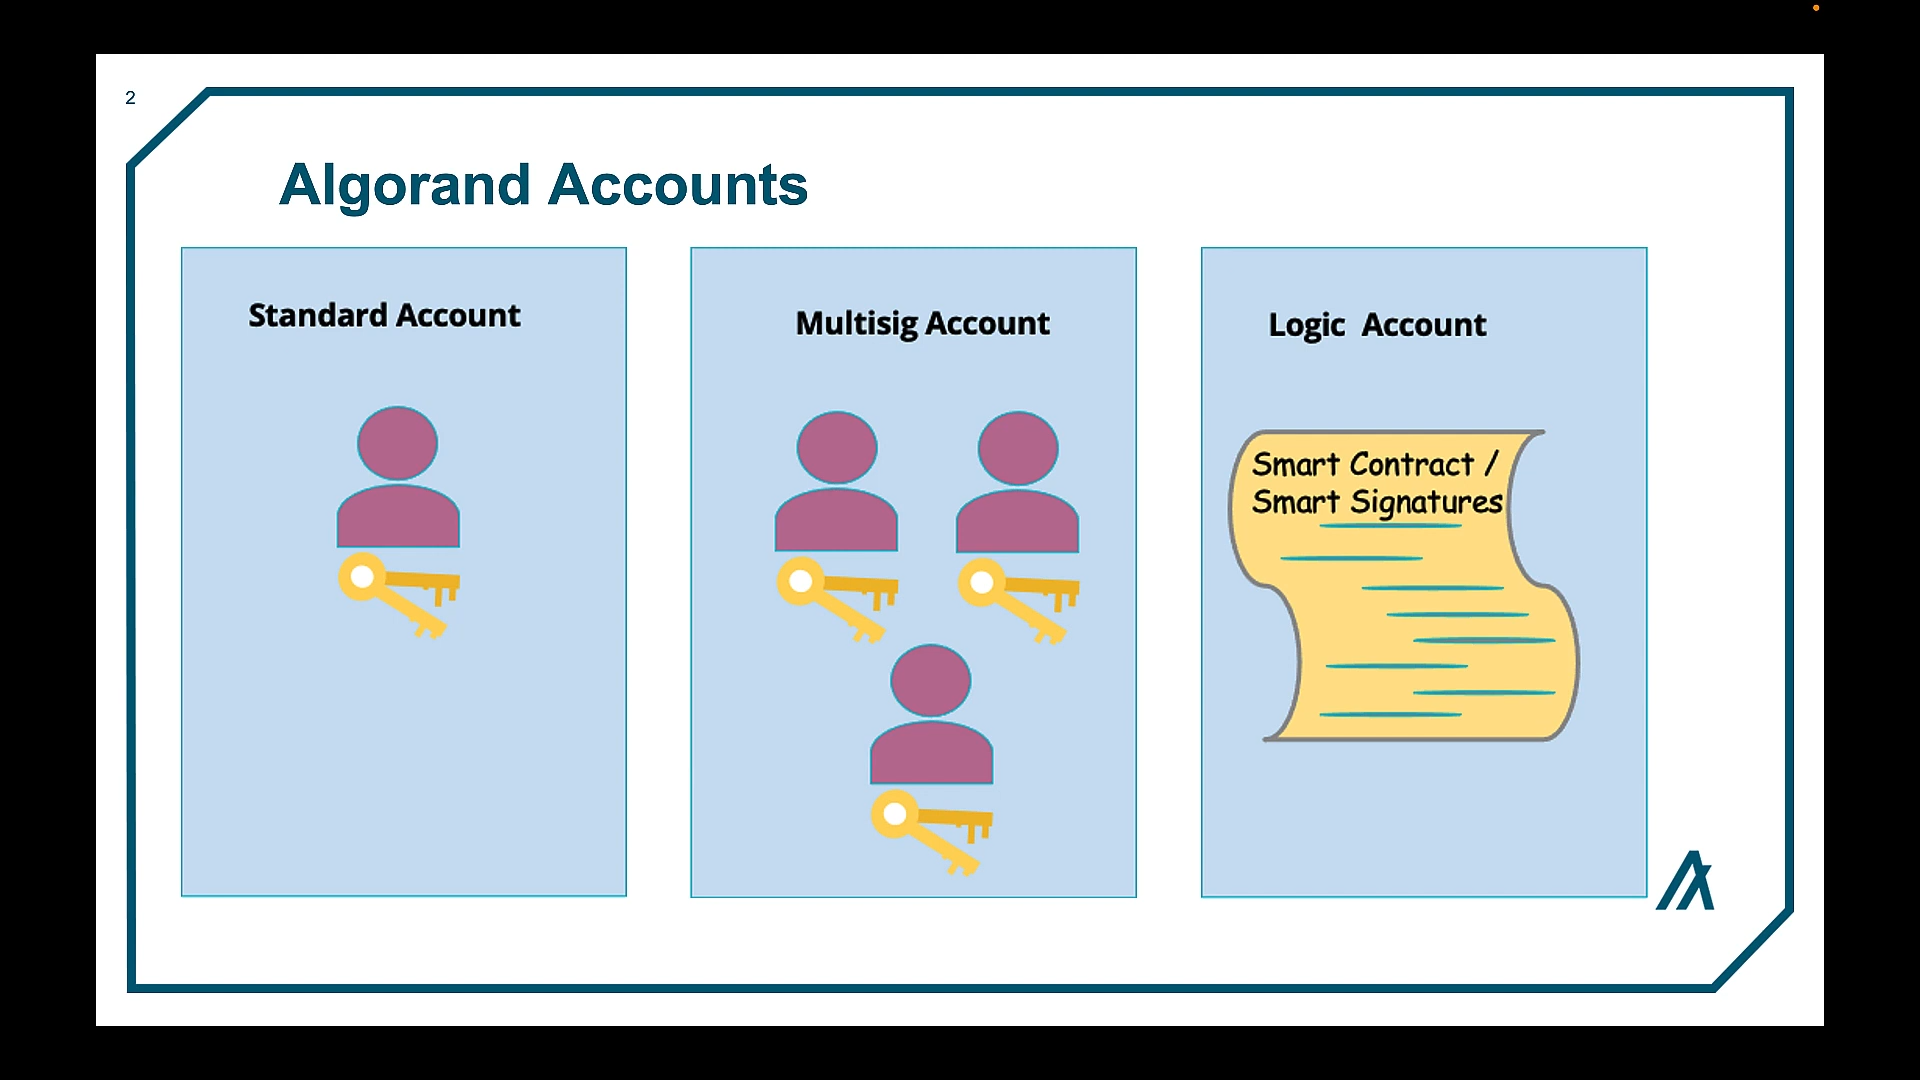 2
Algorand Accounts
Standard Account
Multisig Account
Logic Account
Smart Contract /
Smart Signatures